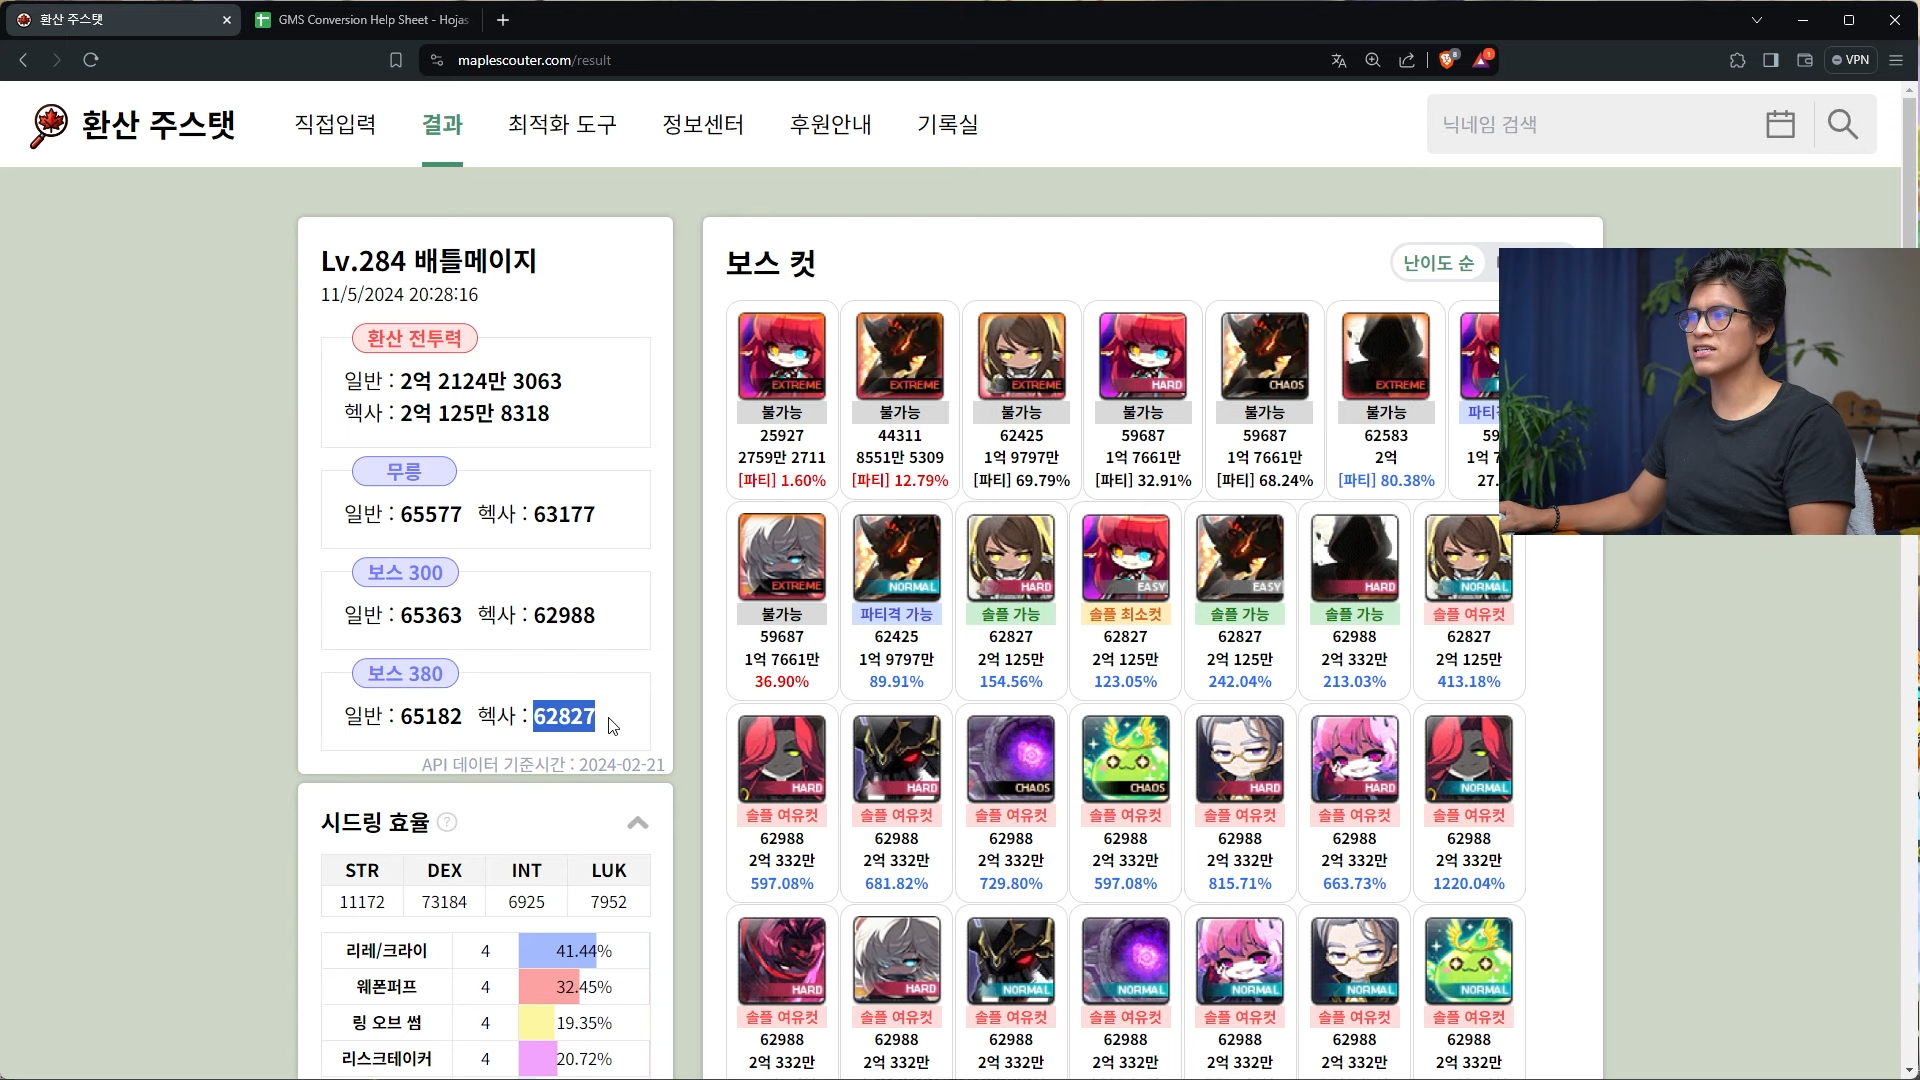 환산 주스탯
GMS Conversion Help Sheet - Hojas
maplescouter.com/result
8
1
VPN
환산 주스탯
직접입력
결과
최적화 도구
정보센터
후원안내
기록실
닉네임 검색
Lv.284 배틀메이지
11/5/2024 20:28:16
환산 전투력
일반 : 2억 2124만 3063
헥사 : 2억 125만 8318
무릉
일반 : 65577 헥사 : 63177
보스 300
일반 : 65363 헥사 : 62988
보스 380
일반 : 65182 헥사 : 62827
API 데이터 기준시간 : 2024-02-21
시드링 효율 ?
STR DEX INT LUK
11172 73184 6925 7952
리레/크라이 4 41.44%
웨폰퍼프 4 32.45%
링 오브 썸 4 19.35%
리스크테이커 4 20.72%
보스 컷
난이도 순
EXTREME EXTREME EXTREME HARD CHAOS EXTREME
불가능 불가능 불가능 불가능 불가능 불가능 파티
25927 44311 62425 59687 59687 62583 59
2759만 2711 8551만 5309 1억 9797만 1억 7661만 1억 7661만 2억 1억 7
[파티] 1.60% [파티] 12.79% [파티] 69.79% [파티] 32.91% [파티] 68.24% [파티] 80.38% 27.
EXTREME NORMAL HARD EASY EASY HARD NORMAL
불가능 파티격 가능 솔플 가능 솔플 최소컷 솔플 가능 솔플 가능 솔플 여유컷
59687 62425 62827 62827 62827 62988 62827
1억 7661만 1억 9797만 2억 125만 2억 125만 2억 125만 2억 332만 2억 125만
36.90% 89.91% 154.56% 123.05% 242.04% 213.03% 413.18%
HARD HARD CHAOS CHAOS HARD HARD NORMAL
솔플 여유컷 솔플 여유컷 솔플 여유컷 솔플 여유컷 솔플 여유컷 솔플 여유컷 솔플 여유컷
62988 62988 62988 62988 62988 62988 62988
2억 332만 2억 332만 2억 332만 2억 332만 2억 332만 2억 332만 2억 332만
597.08% 681.82% 729.80% 597.08% 815.71% 663.73% 1220.04%
HARD HARD NORMAL NORMAL NORMAL NORMAL NORMAL
솔플 여유컷 솔플 여유컷 솔플 여유컷 솔플 여유컷 솔플 여유컷 솔플 여유컷 솔플 여유컷
62988 62988 62988 62988 62988 62988 62988
2억 332만 2억 332만 2억 332만 2억 332만 2억 332만 2억 332만 2억 332만